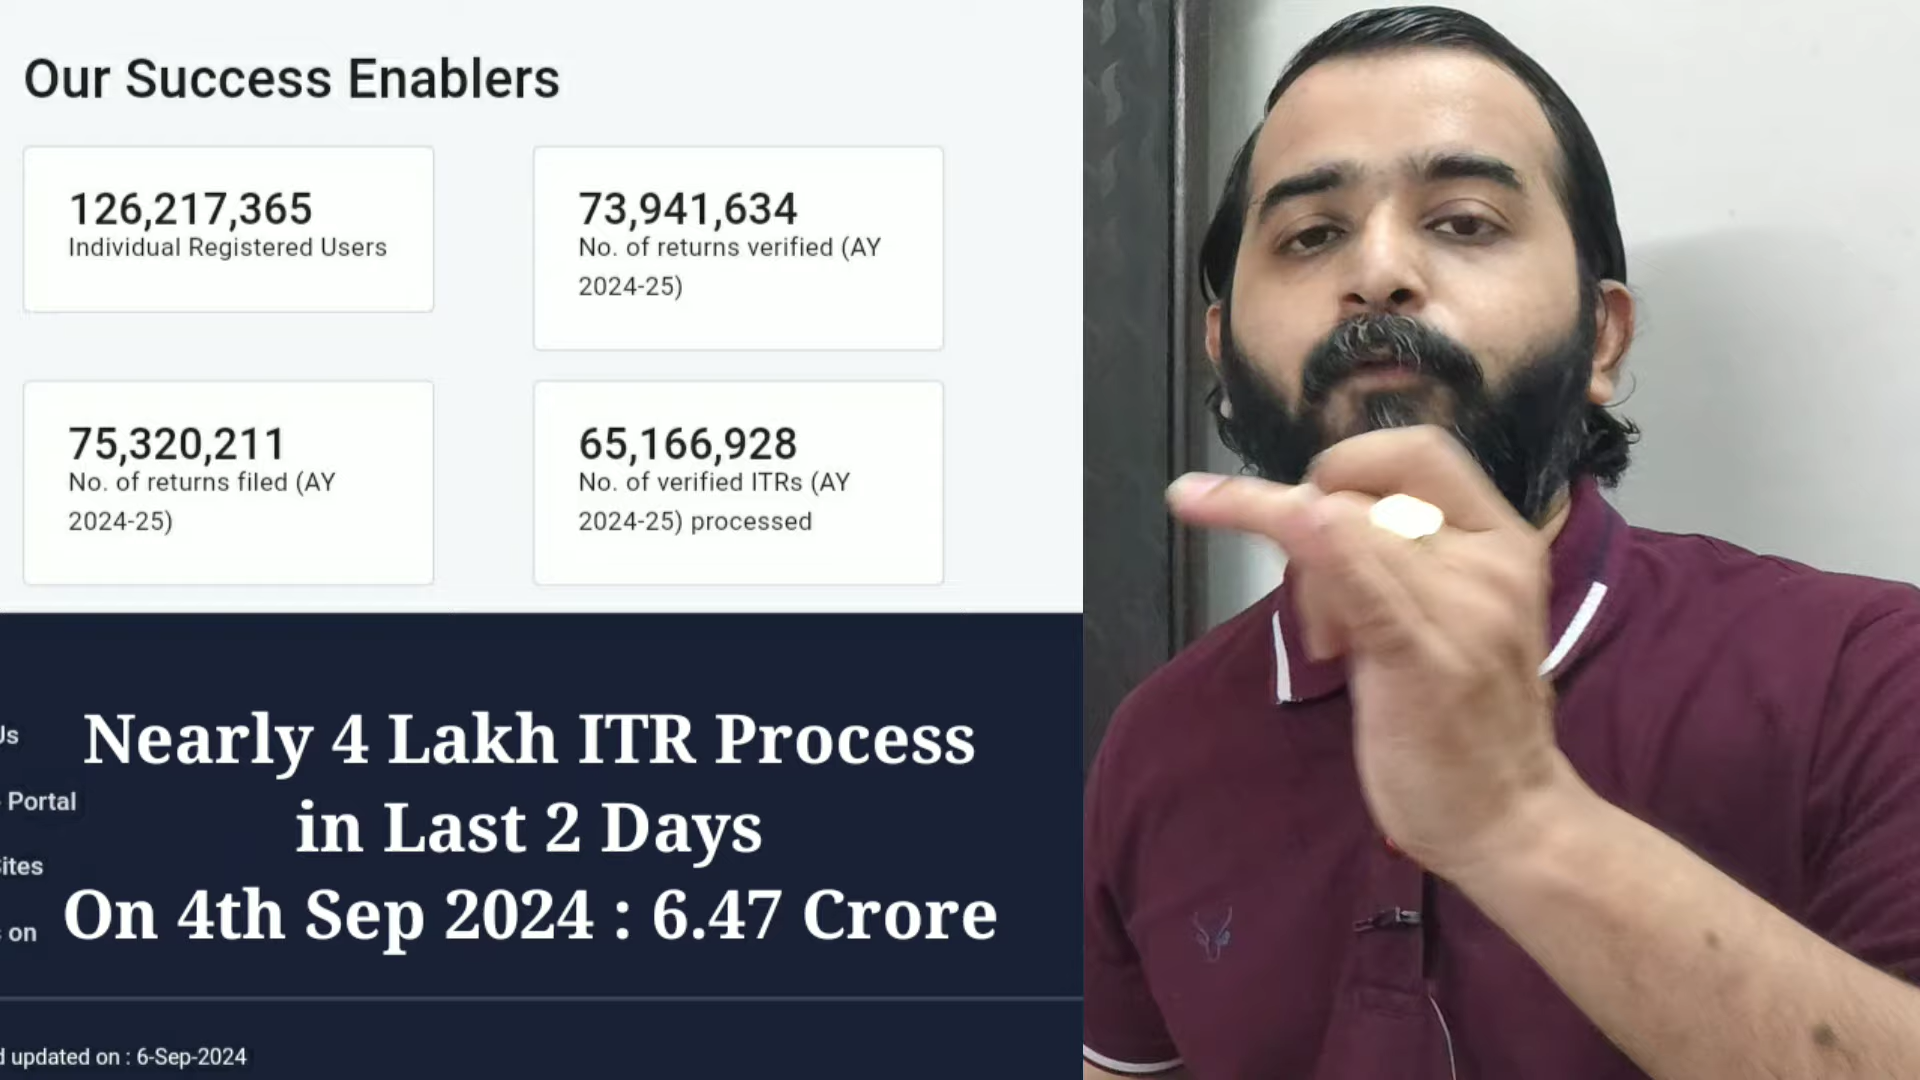 Our Success Enablers
126,217,365
Individual Registered Users
73,941,634
No. of returns verified (AY
2024-25)
75,320,211
No. of returns filed (AY
2024-25)
65,166,928
No. of verified ITRs (AY
2024-25) processed
Us
Portal
ites
on
Nearly 4 Lakh ITR Process
in Last 2 Days
On 4th Sep 2024 : 6.47 Crore
d updated on : 6-Sep-2024